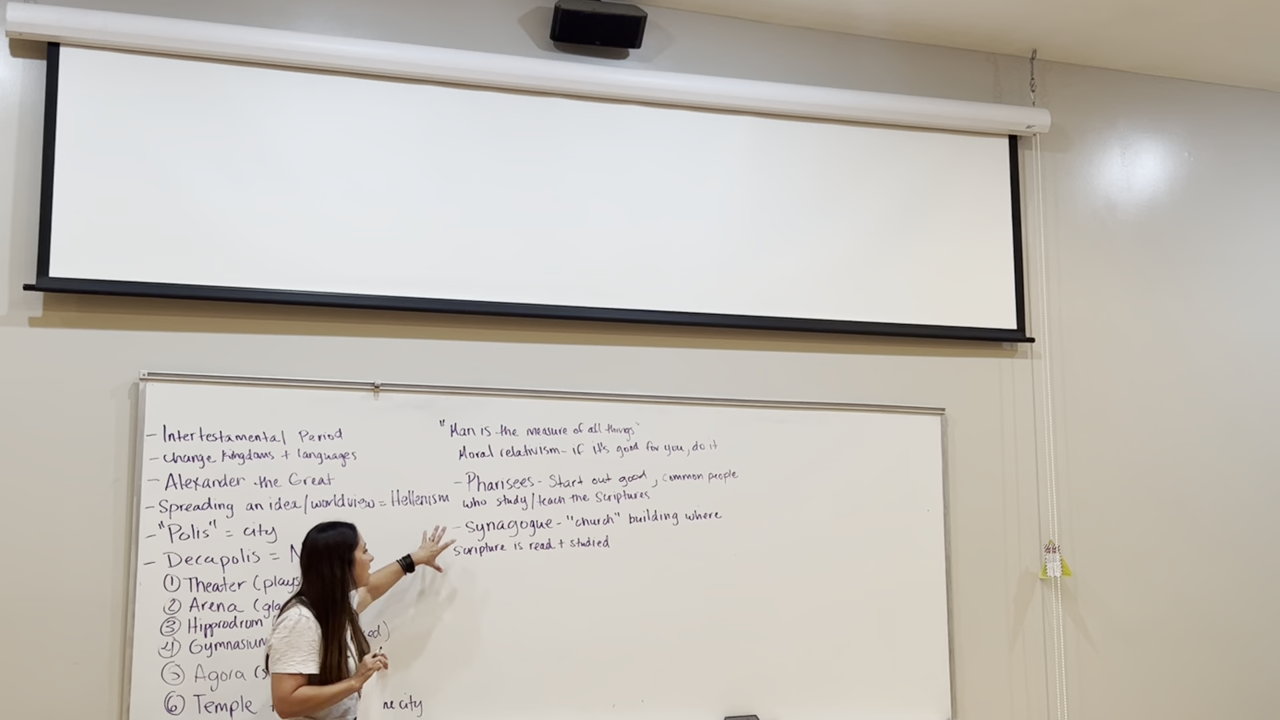 - Intertestamental Period
- Change kingdoms + languages
- Alexander the Great
- Spreading an idea/worldview = Hellenism
- "Polis" = city
- Decapolis =
① Theater (plays
② Arena (gla
③ Hipprodrom
④ Gymnasium
⑤ Agora (s
⑥ Temple
ne city
"Man is the measure of all things"
Moral relativism - if it's good for you, do it
- Pharisees - Start out good, common people
who study/teach the Scriptures
- Synagogue - "church" building where
Scripture is read + studied